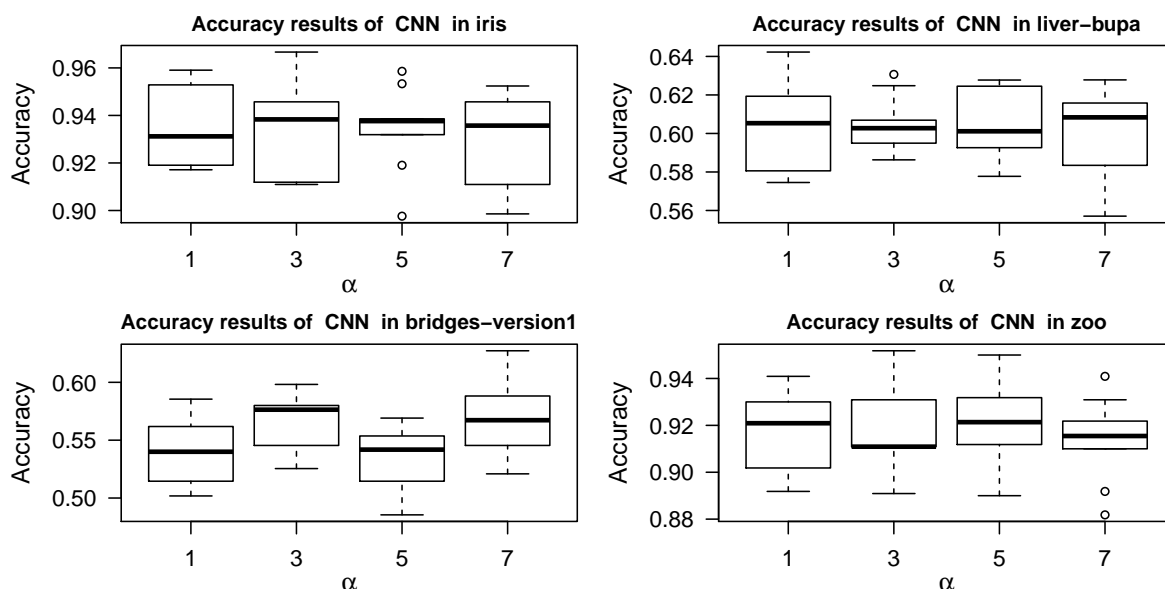 Accuracy results of CNN in iris
Accuracy
0.96
0.94
0.92
0.90
1 3 5 7
α
Accuracy results of CNN in liver−bupa
Accuracy
0.64
0.62
0.60
0.58
0.56
1 3 5 7
α
Accuracy results of CNN in bridges−version1
Accuracy
0.60
0.55
0.50
1 3 5 7
α
Accuracy results of CNN in zoo
Accuracy
0.94
0.92
0.90
0.88
1 3 5 7
α